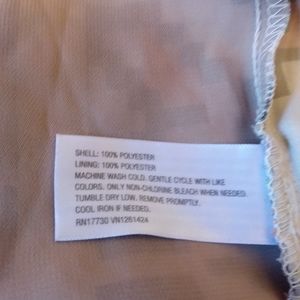 SHELL: 100% POLYESTER
LINING: 100% POLYESTER
MACHINE WASH COLD. GENTLE CYCLE WITH LIKE
COLORS. ONLY NON-CHLORINE BLEACH WHEN NEEDED.
TUMBLE DRY LOW. REMOVE PROMPTLY.
COOL IRON IF NEEDED.
RN17730 VN1261424